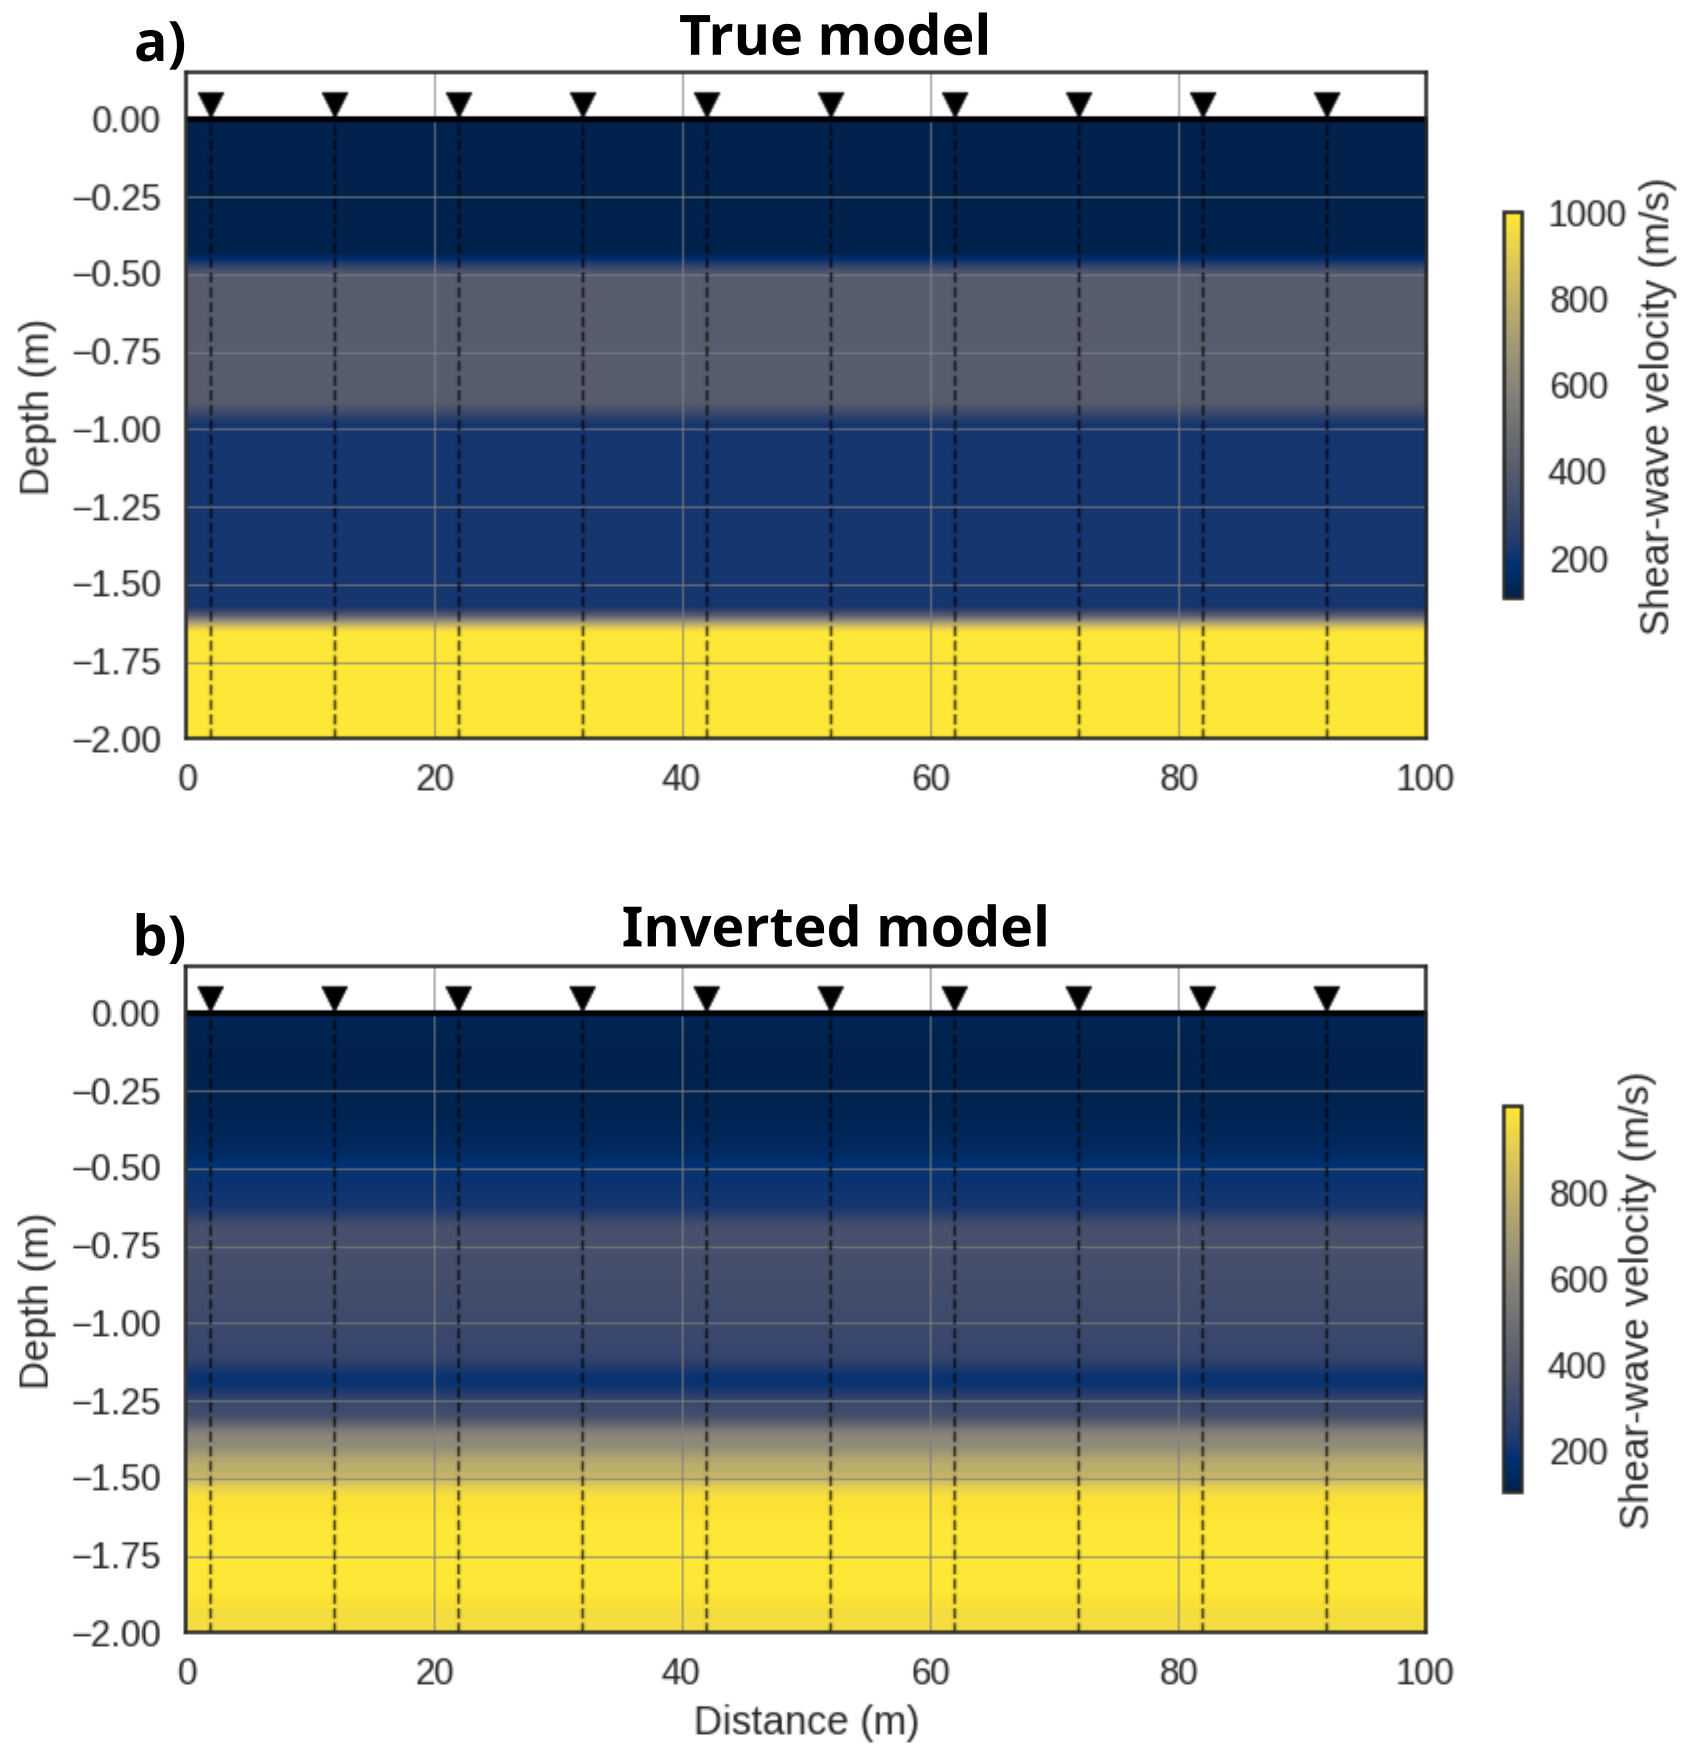 a)
True model
0.00
−0.25
−0.50
−0.75
−1.00
−1.25
−1.50
−1.75
−2.00
Depth (m)
0 20 40 60 80 100
1000
800
600
400
200
Shear-wave velocity (m/s)
b)
Inverted model
0.00
−0.25
−0.50
−0.75
−1.00
−1.25
−1.50
−1.75
−2.00
Depth (m)
0 20 40 60 80 100
Distance (m)
800
600
400
200
Shear-wave velocity (m/s)